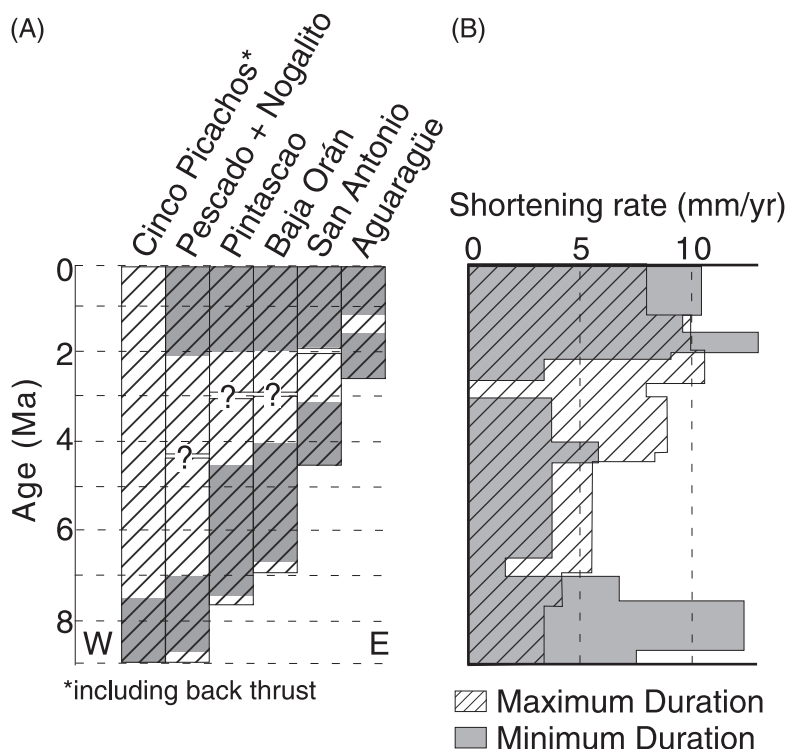 (A)
Cinco Picachos*
Pescado + Nogalito
Pintascao
Baja Orán
San Antonio
Aguaragüe
0
2
4
6
8
Age (Ma)
?
?
?
W
E
*including back thrust
(B)
Shortening rate (mm/yr)
0
5
10
Maximum Duration
Minimum Duration